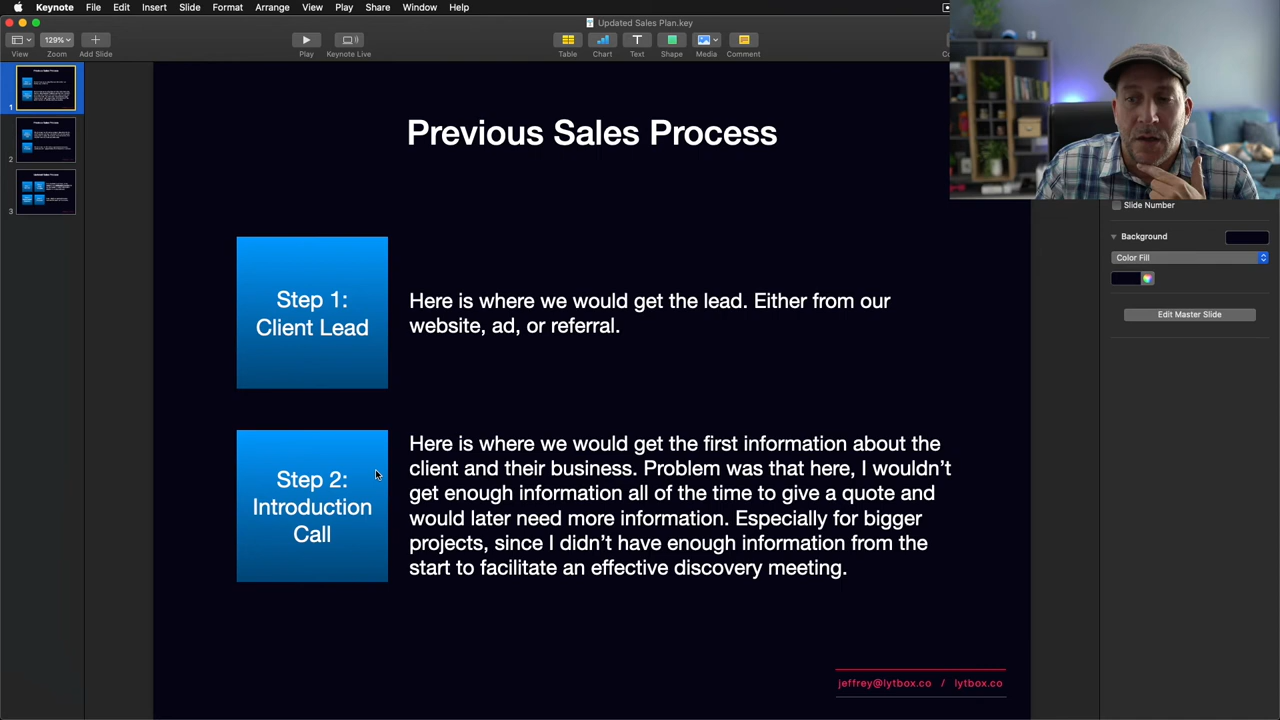 Keynote File Edit Insert Slide Format Arrange View Play Share Window Help
Updated Sales Plan.key
129%
View Zoom Add Slide Play Keynote Live Table Chart Text Shape Media Comment
1
2
3
Previous Sales Process
Step 1:
Client Lead
Here is where we would get the lead. Either from our
website, ad, or referral.
Step 2:
Introduction
Call
Here is where we would get the first information about the
client and their business. Problem was that here, I wouldn’t
get enough information all of the time to give a quote and
would later need more information. Especially for bigger
projects, since I didn’t have enough information from the
start to facilitate an effective discovery meeting.
jeffrey@lytbox.co / lytbox.co
Slide Number
Background
Color Fill
Edit Master Slide